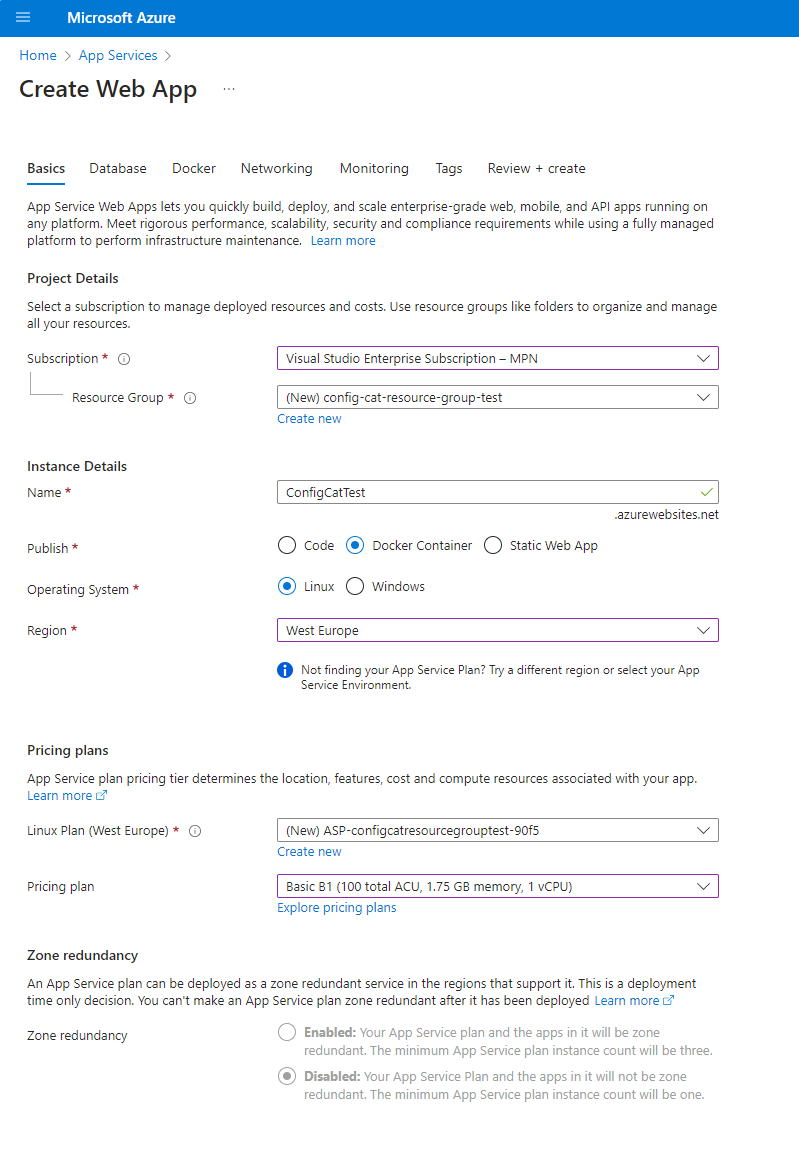 Microsoft Azure
Home > App Services >
Create Web App ...
Basics Database Docker Networking Monitoring Tags Review + create
App Service Web Apps lets you quickly build, deploy, and scale enterprise-grade web, mobile, and API apps running on
any platform. Meet rigorous performance, scalability, security and compliance requirements while using a fully managed
platform to perform infrastructure maintenance. Learn more
Project Details
Select a subscription to manage deployed resources and costs. Use resource groups like folders to organize and manage
all your resources.
Subscription * Visual Studio Enterprise Subscription – MPN
Resource Group * (New) config-cat-resource-group-test
Create new
Instance Details
Name * ConfigCatTest
.azurewebsites.net
Publish * Code Docker Container Static Web App
Operating System * Linux Windows
Region * West Europe
Not finding your App Service Plan? Try a different region or select your App
Service Environment.
Pricing plans
App Service plan pricing tier determines the location, features, cost and compute resources associated with your app.
Learn more
Linux Plan (West Europe) * (New) ASP-configcatresourcegrouptest-90f5
Create new
Pricing plan Basic B1 (100 total ACU, 1.75 GB memory, 1 vCPU)
Explore pricing plans
Zone redundancy
An App Service plan can be deployed as a zone redundant service in the regions that support it. This is a deployment
time only decision. You can't make an App Service plan zone redundant after it has been deployed Learn more
Zone redundancy Enabled: Your App Service plan and the apps in it will be zone
redundant. The minimum App Service plan instance count will be three.
Disabled: Your App Service Plan and the apps in it will not be zone
redundant. The minimum App Service plan instance count will be one.